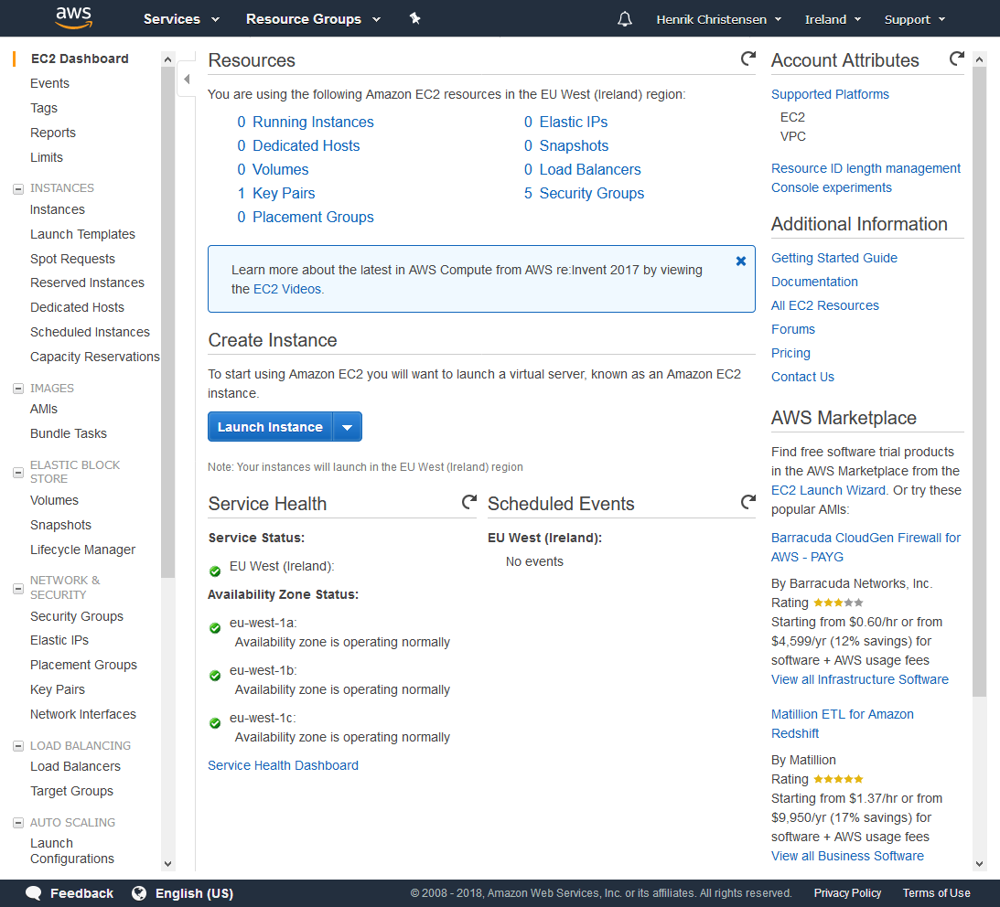 aws
Services
Resource Groups
Henrik Christensen
Ireland
Support
EC2 Dashboard
Events
Tags
Reports
Limits
INSTANCES
Instances
Launch Templates
Spot Requests
Reserved Instances
Dedicated Hosts
Scheduled Instances
Capacity Reservations
IMAGES
AMIs
Bundle Tasks
ELASTIC BLOCK
STORE
Volumes
Snapshots
Lifecycle Manager
NETWORK &
SECURITY
Security Groups
Elastic IPs
Placement Groups
Key Pairs
Network Interfaces
LOAD BALANCING
Load Balancers
Target Groups
AUTO SCALING
Launch
Configurations
Resources
You are using the following Amazon EC2 resources in the EU West (Ireland) region:
0 Running Instances
0 Dedicated Hosts
0 Volumes
1 Key Pairs
0 Placement Groups
0 Elastic IPs
0 Snapshots
0 Load Balancers
5 Security Groups
Learn more about the latest in AWS Compute from AWS re:Invent 2017 by viewing
the EC2 Videos.
Create Instance
To start using Amazon EC2 you will want to launch a virtual server, known as an Amazon EC2
instance.
Launch Instance
Note: Your instances will launch in the EU West (Ireland) region
Service Health
Service Status:
EU West (Ireland):
Availability Zone Status:
eu-west-1a:
Availability zone is operating normally
eu-west-1b:
Availability zone is operating normally
eu-west-1c:
Availability zone is operating normally
Service Health Dashboard
Scheduled Events
EU West (Ireland):
No events
Account Attributes
Supported Platforms
EC2
VPC
Resource ID length management
Console experiments
Additional Information
Getting Started Guide
Documentation
All EC2 Resources
Forums
Pricing
Contact Us
AWS Marketplace
Find free software trial products
in the AWS Marketplace from the
EC2 Launch Wizard. Or try these
popular AMIs:
Barracuda CloudGen Firewall for
AWS - PAYG
By Barracuda Networks, Inc.
Rating
Starting from $0.60/hr or from
$4,599/yr (12% savings) for
software + AWS usage fees
View all Infrastructure Software
Matillion ETL for Amazon
Redshift
By Matillion
Rating
Starting from $1.37/hr or from
$9,950/yr (17% savings) for
software + AWS usage fees
View all Business Software
Feedback
English (US)
© 2008 - 2018, Amazon Web Services, Inc. or its affiliates. All rights reserved.
Privacy Policy
Terms of Use